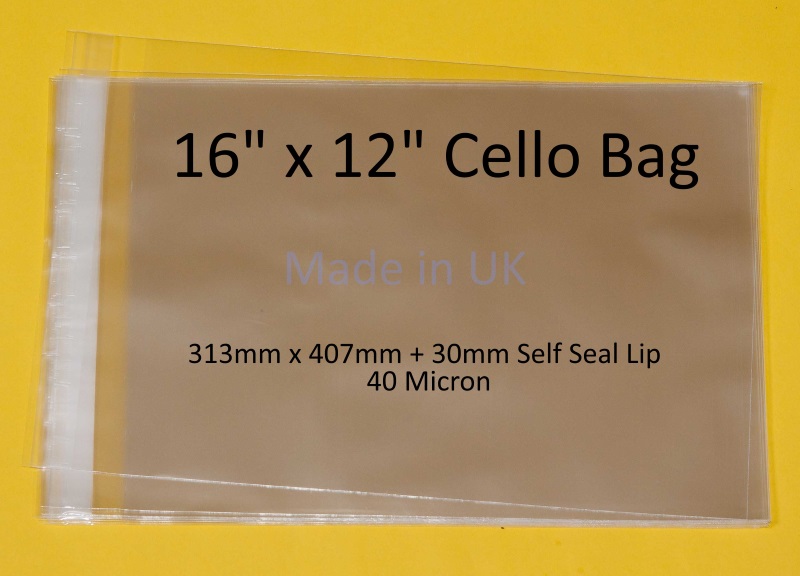 16" x 12" Cello Bag
Made in UK
313mm x 407mm + 30mm Self Seal Lip
40 Micron